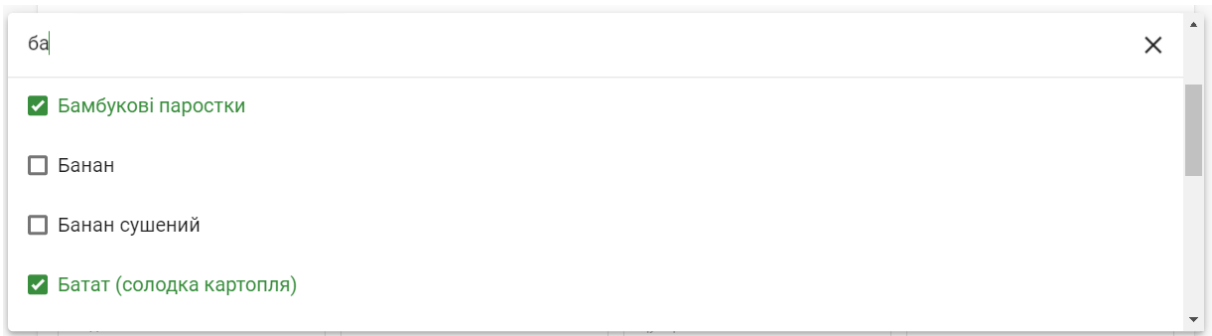 ба
Бамбукові паростки
Банан
Банан сушений
Батат (солодка картопля)